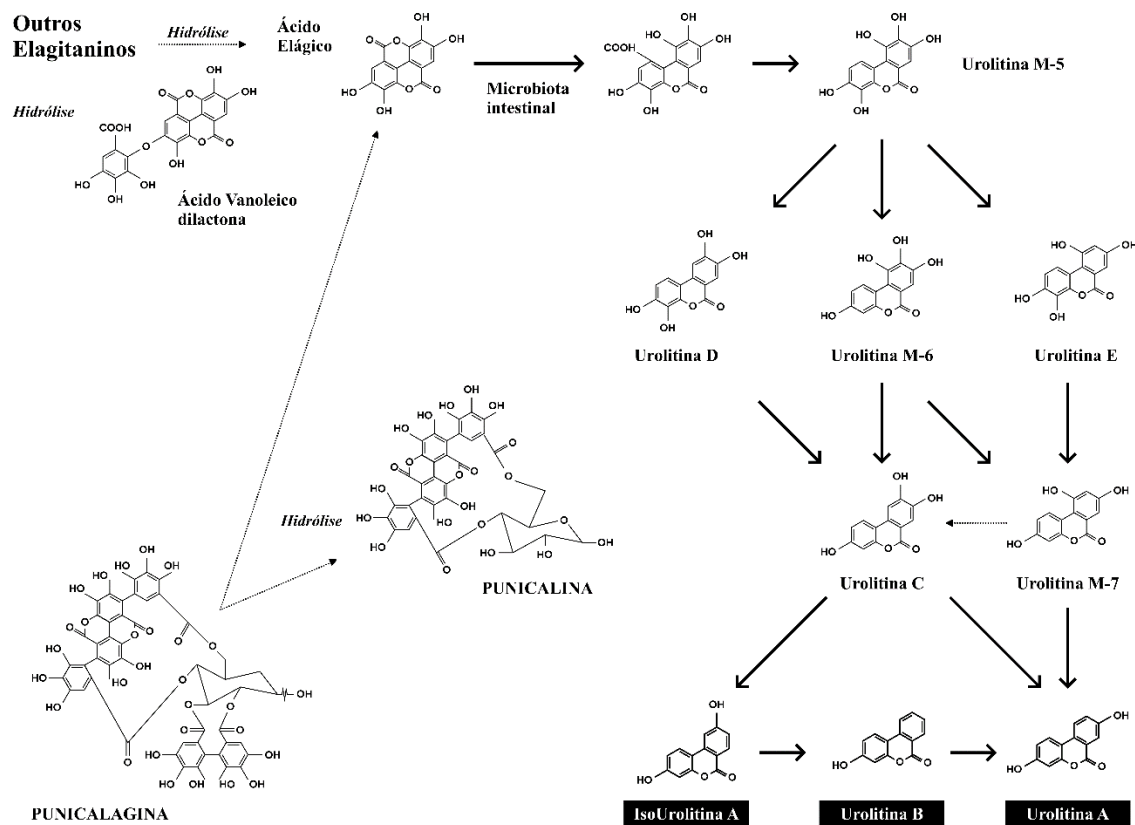 Outros
Elagitaninos
Hidrólise
Ácido
Elágico
Microbiota
intestinal
Urolitina M-5
Hidrólise
Ácido Vanoleico
dilactona
Urolitina D
Urolitina M-6
Urolitina E
Hidrólise
PUNICALINA
Urolitina C
Urolitina M-7
PUNICALAGINA
IsoUrolitina A
Urolitina B
Urolitina A